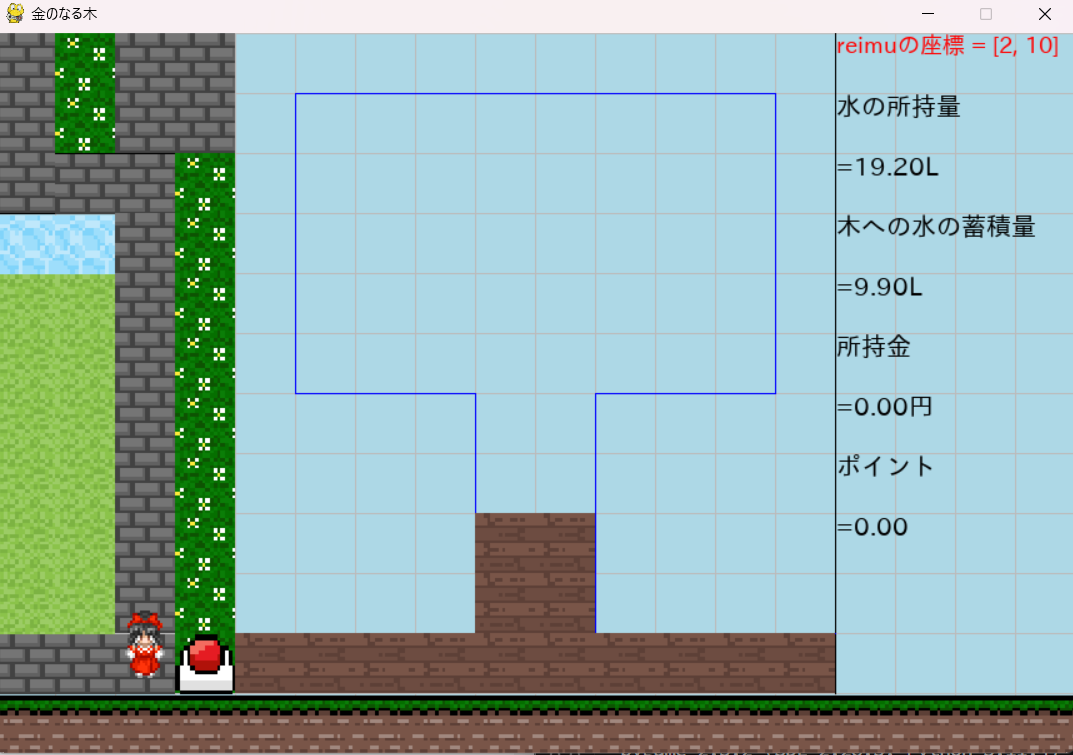 金のなる木
reimuの座標 = [2, 10]
水の所持量
=19.20L
木への水の蓄積量
=9.90L
所持金
=0.00円
ポイント
=0.00